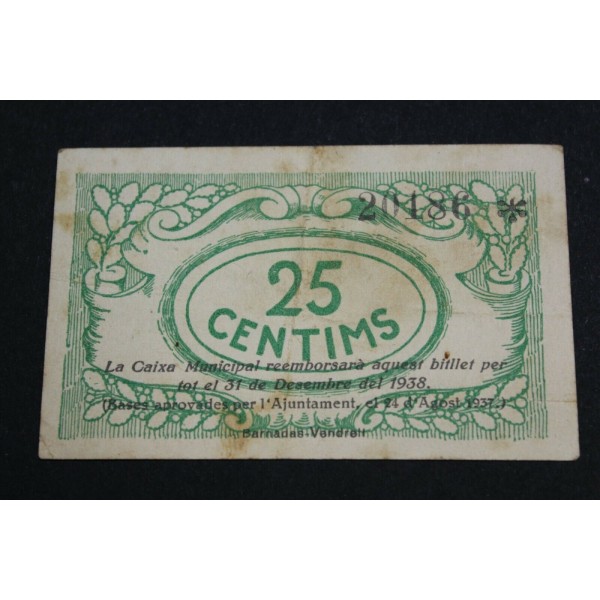 20486 *
25
CENTIMS
La Caixa Municipal reemborsarà aquest bitllet per
tot el 31 de Desembre del 1938.
(Bases aprovades per l'Ajuntament, el 24 d'Agost 1937.)
Barnadas-Vendrell